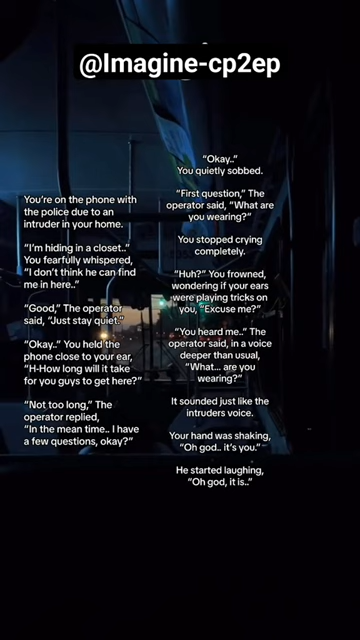 @Imagine-cp2ep
You're on the phone with
the police due to an
intruder in your home.
“I'm hiding in a closet..”
You fearfully whispered,
“I don't think he can find
me in here..”
“Good,” The operator
said, “Just stay quiet.”
“Okay..” You held the
phone close to your ear,
“H-How long will it take
for you guys to get here?”
“Not too long,” The
operator replied,
“In the mean time.. I have
a few questions, okay?”
“Okay..”
You quietly sobbed.
“First question,” The
operator said, “What are
you wearing?”
You stopped crying
completely.
“Huh?” You frowned,
wondering if your ears
were playing tricks on
you, “Excuse me?”
“You heard me..” The
operator said, in a voice
deeper than usual,
“What... are you
wearing?”
It sounded just like the
intruders voice.
Your hand was shaking,
“Oh god.. it's you.”
He started laughing,
“Oh god, it is..”